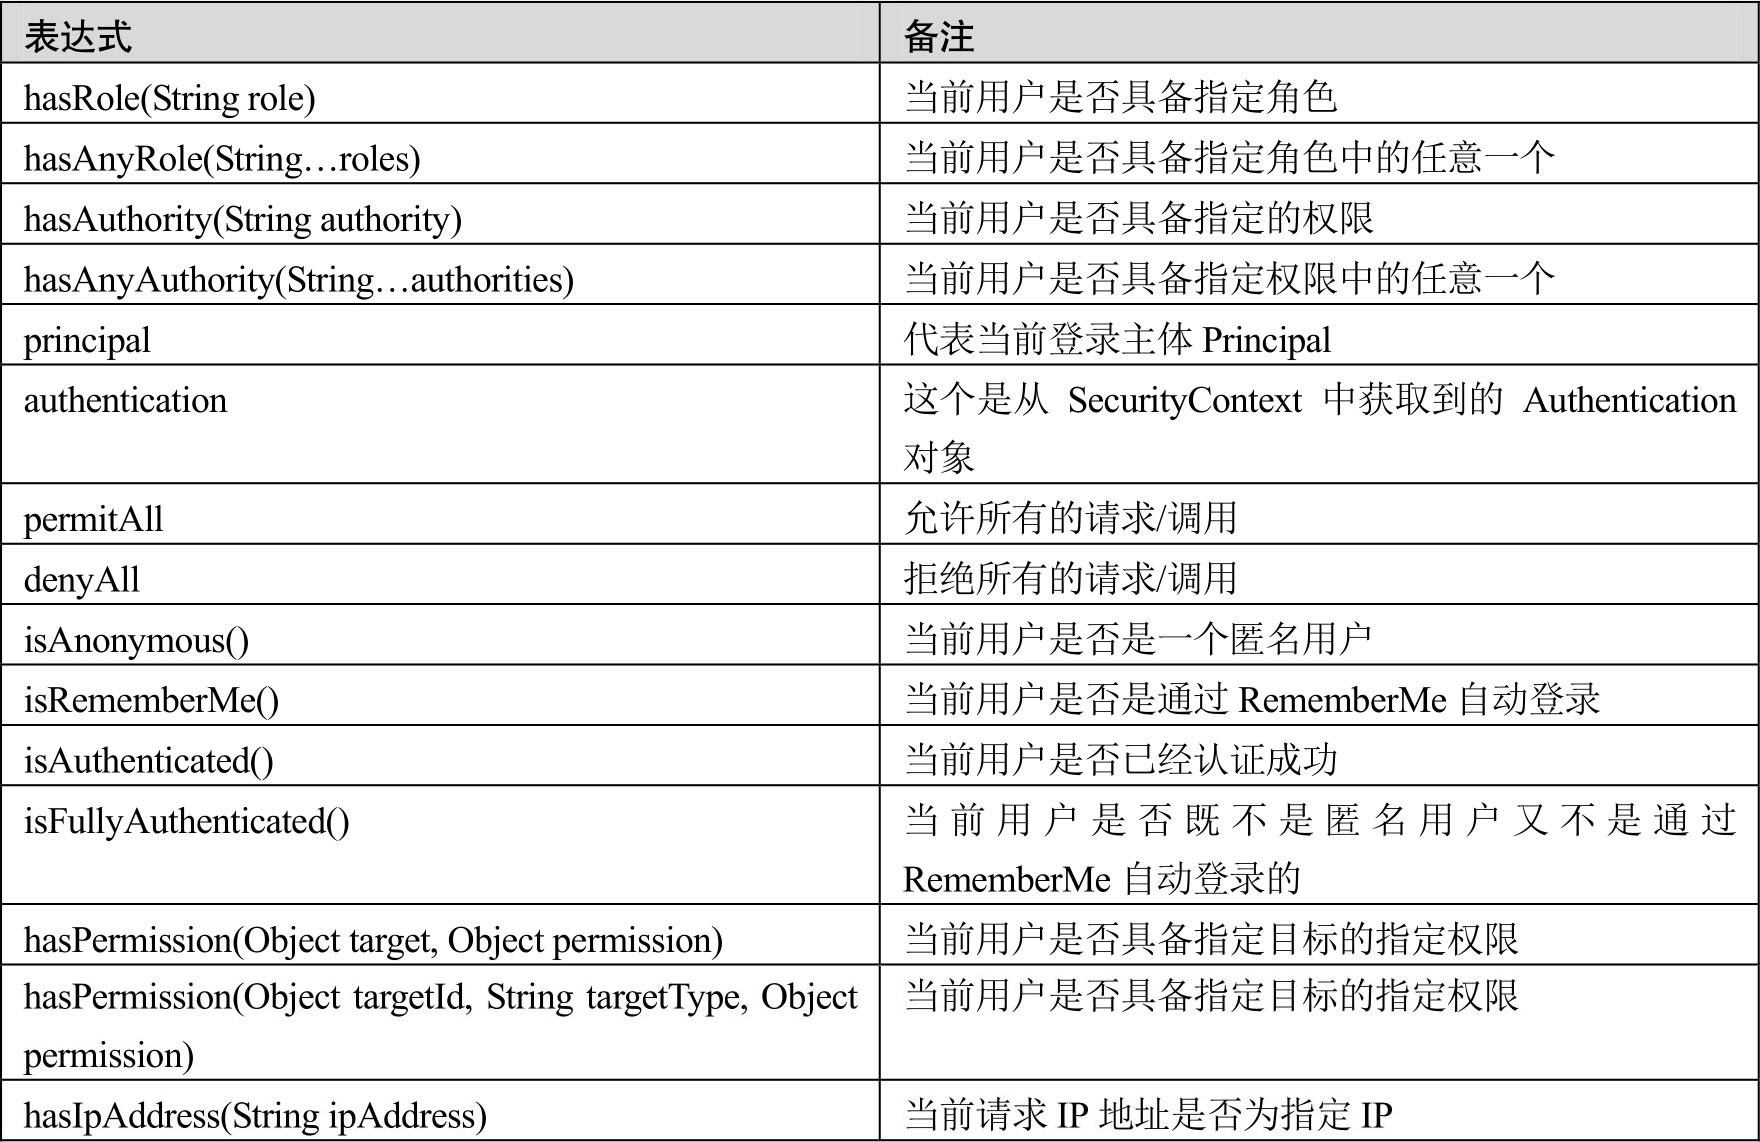 表达式 备注
hasRole(String role) 当前用户是否具备指定角色
hasAnyRole(String…roles) 当前用户是否具备指定角色中的任意一个
hasAuthority(String authority) 当前用户是否具备指定的权限
hasAnyAuthority(String…authorities) 当前用户是否具备指定权限中的任意一个
principal 代表当前登录主体 Principal
authentication 这个是从 SecurityContext 中获取到的 Authentication
对象
permitAll 允许所有的请求/调用
denyAll 拒绝所有的请求/调用
isAnonymous() 当前用户是否是一个匿名用户
isRememberMe() 当前用户是否是通过 RememberMe 自动登录
isAuthenticated() 当前用户是否已经认证成功
isFullyAuthenticated() 当前用户是否既不是匿名用户又不是通过
RememberMe 自动登录的
hasPermission(Object target, Object permission) 当前用户是否具备指定目标的指定权限
hasPermission(Object targetId, String targetType, Object 当前用户是否具备指定目标的指定权限
permission)
hasIpAddress(String ipAddress) 当前请求 IP 地址是否为指定 IP